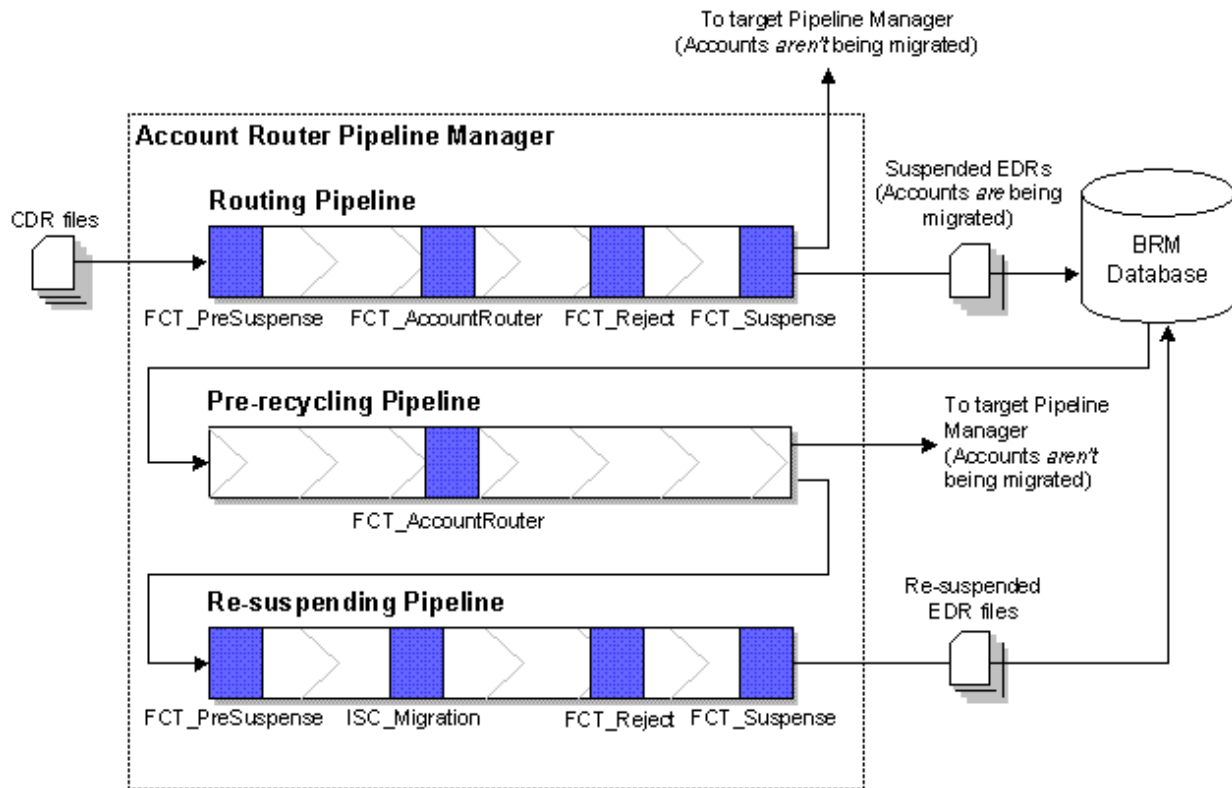 To target Pipeline Manager
(Accounts aren't being migrated)
Account Router Pipeline Manager
Suspended EDRs
(Accounts are being
migrated)
Routing Pipeline
CDR files
BRM
Database
FCT_PreSuspense
FCT_AccountRouter
FCT_Reject
FCT_Suspense
Pre-recycling Pipeline
To target Pipeline
Manager
(Accounts aren't
being migrated)
FCT_AccountRouter
Re-suspending Pipeline
Re-suspended
EDR files
FCT_PreSuspense
ISC_Migration
FCT_Reject
FCT_Suspense